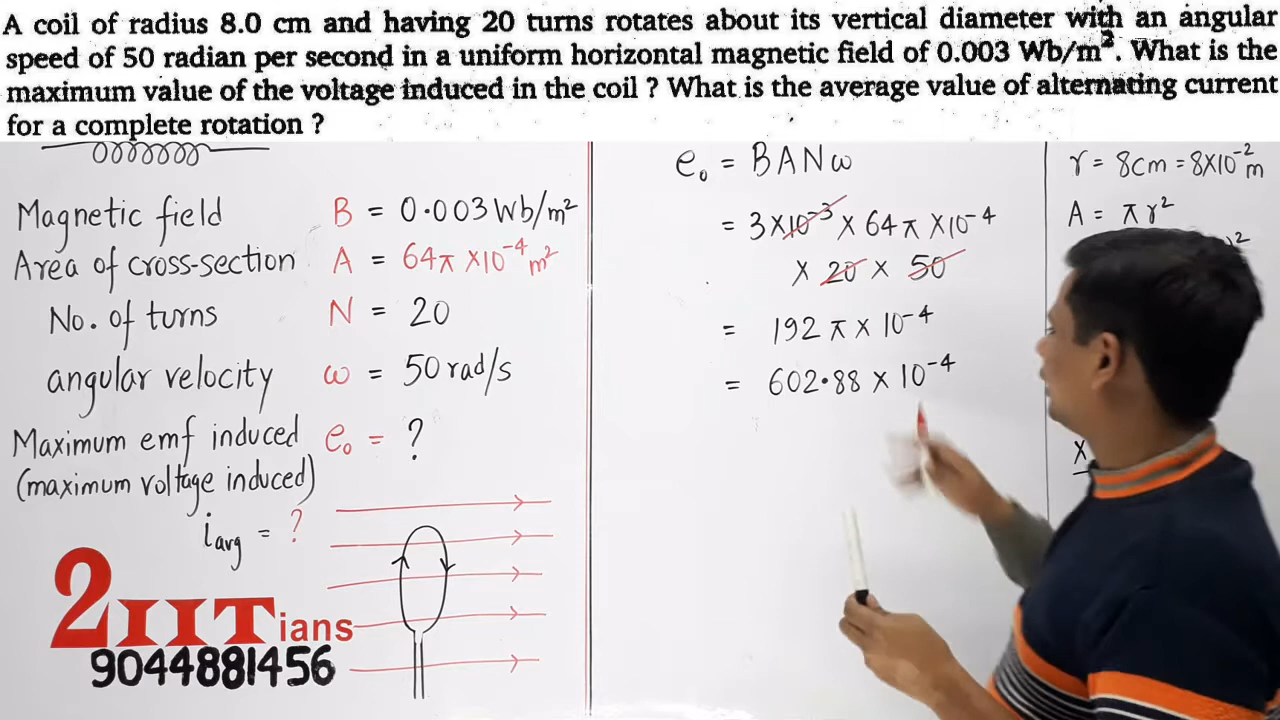 A coil of radius 8.0 cm and having 20 turns rotates about its vertical diameter with an angular
speed of 50 radian per second in a uniform horizontal magnetic field of 0.003 Wb/m². What is the
maximum value of the voltage induced in the coil ? What is the average value of alternating current
for a complete rotation ?
Magnetic field B = 0.003 Wb/m²
Area of cross-section A = 64π × 10⁻⁴ m²
No. of turns N = 20
angular velocity ω = 50 rad/s
Maximum emf induced e₀ = ?
(maximum voltage induced)
iavg = ?
2IITians
9044881456
e₀ = BANω
= 3 × 10⁻³ × 64π × 10⁻⁴
× 20 × 50
= 192 π × 10⁻⁴
= 602.88 × 10⁻⁴
r = 8cm = 8×10⁻² m
A = πr²